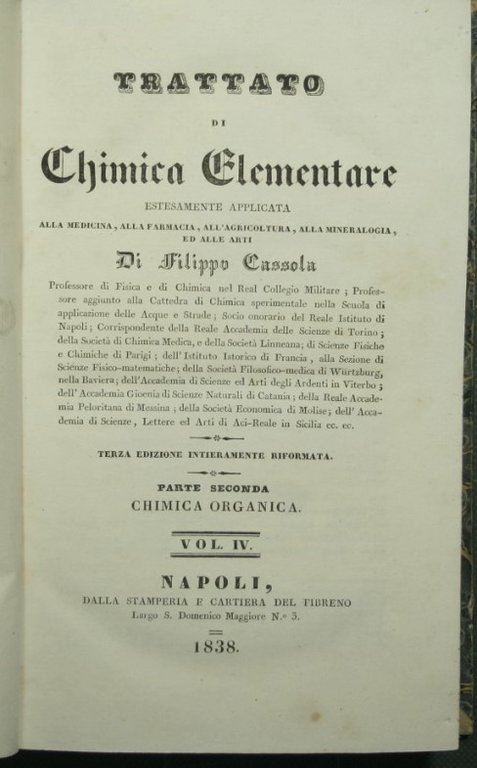 TRATTATO
DI
Chimica Elementare
ESTESAMENTE APPLICATA
ALLA MEDICINA, ALLA FARMACIA, ALL'AGRICOLTURA, ALLA MINERALOGIA,
ED ALLE ARTI
Di Filippo Cassola
Professore di Fisica e di Chimica nel Real Collegio Militare; Profes-
sore aggiunto alla Cattedra di Chimica sperimentale nella Scuola di
applicazione delle Acque e Strade; Socio onorario del Reale Istituto di
Napoli; Corrispondente della Reale Accademia delle Scienze di Torino;
della Società di Chimica Medica, e della Società Linneana; di Scienze Fisiche
e Chimiche di Parigi; dell'Istituto Istorico di Francia, alla Sezione di
Scienze Fisico-matematiche; della Società Filosofico-medica di Würtzburg,
nella Baviera; dell'Accademia di Scienze ed Arti degli Ardenti in Viterbo;
dell'Accademia Gioenia di Scienze Naturali di Catania; della Reale Accade-
mia Peloritana di Messina; della Società Economica di Molise; dell' Acca-
demia di Scienze, Lettere ed Arti di Aci-Reale in Sicilia ec. ec.
TERZA EDIZIONE INTIERAMENTE RIFORMATA.
PARTE SECONDA
CHIMICA ORGANICA.
VOL. IV.
NAPOLI,
DALLA STAMPERIA E CARTIERA DEL FIBRENO
Largo S. Domenico Maggiore N.º 3.
1838.